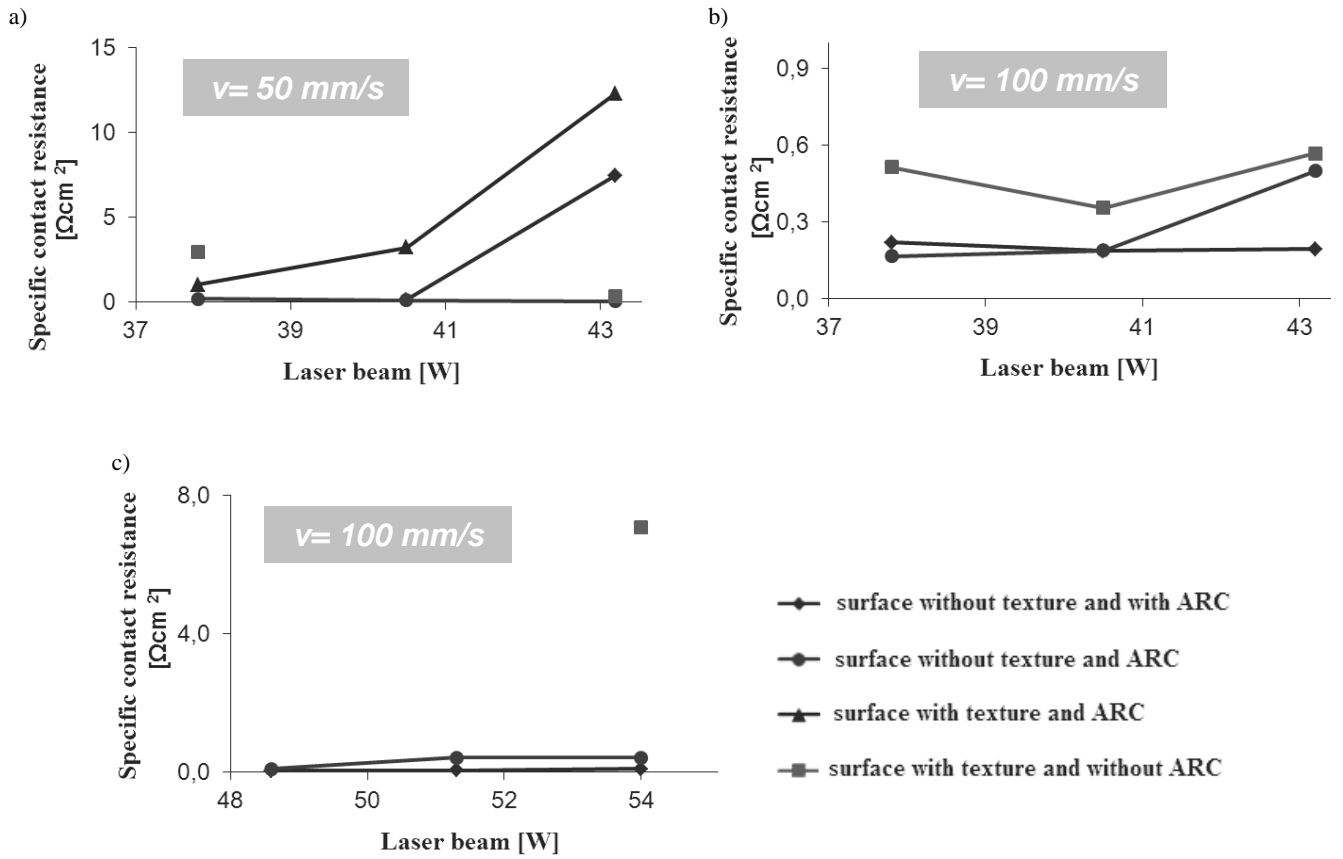 a)
Specific contact resistance
[Ωcm ²]
15
10
5
0
v= 50 mm/s
37
39
41
43
Laser beam [W]
b)
Specific contact resistance
[Ωcm ²]
0,9
0,6
0,3
0,0
v= 100 mm/s
37
39
41
43
Laser beam [W]
c)
Specific contact resistance
[Ωcm ²]
8,0
4,0
0,0
v= 100 mm/s
48
50
52
54
Laser beam [W]
surface without texture and with ARC
surface without texture and ARC
surface with texture and ARC
surface with texture and without ARC